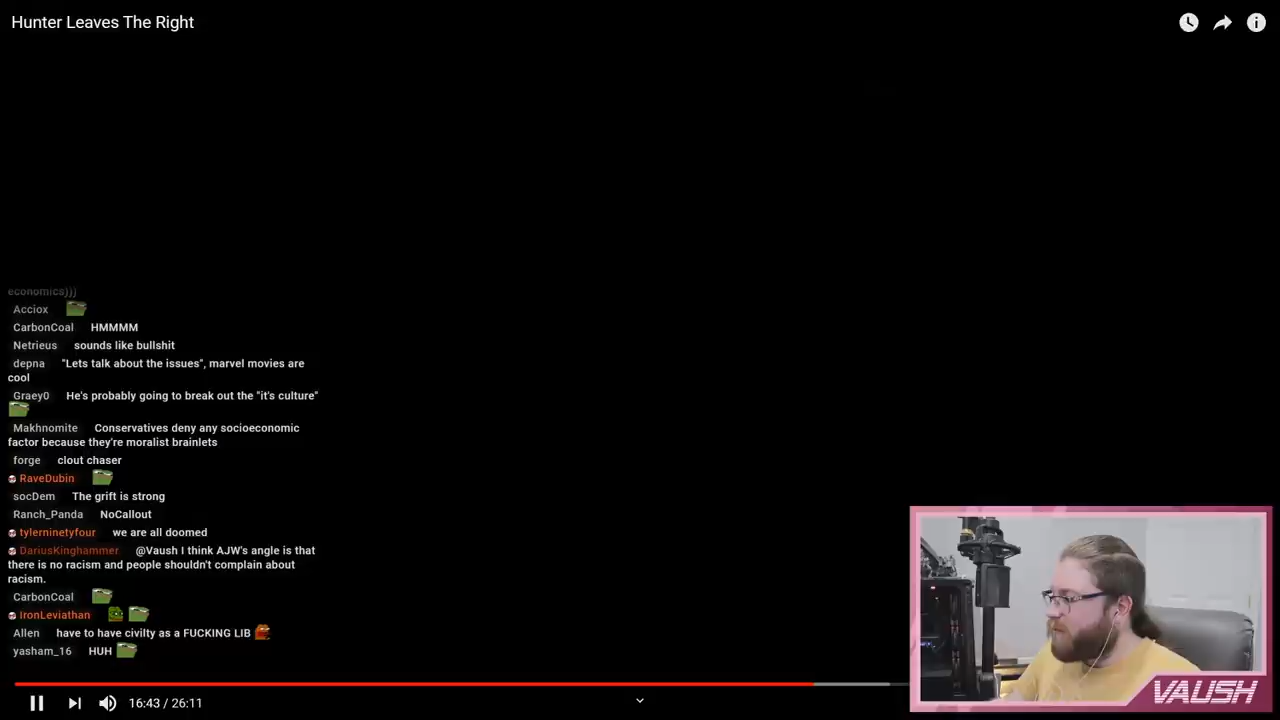 Hunter Leaves The Right
economics)))
Acciox
CarbonCoal HMMMM
Netrieus sounds like bullshit
depna "Lets talk about the issues", marvel movies are
cool
Graey0 He's probably going to break out the "it's culture"
Makhnomite Conservatives deny any socioeconomic
factor because they're moralist brainlets
forge clout chaser
RaveDubin
socDem The grift is strong
Ranch_Panda NoCallout
tylerninetyfour we are all doomed
DariusKinghammer @Vaush I think AJW's angle is that
there is no racism and people shouldn't complain about
racism.
CarbonCoal
IronLeviathan
Allen have to have civilty as a FUCKING LIB
yasham_16 HUH
16:43 / 26:11
VAUSH